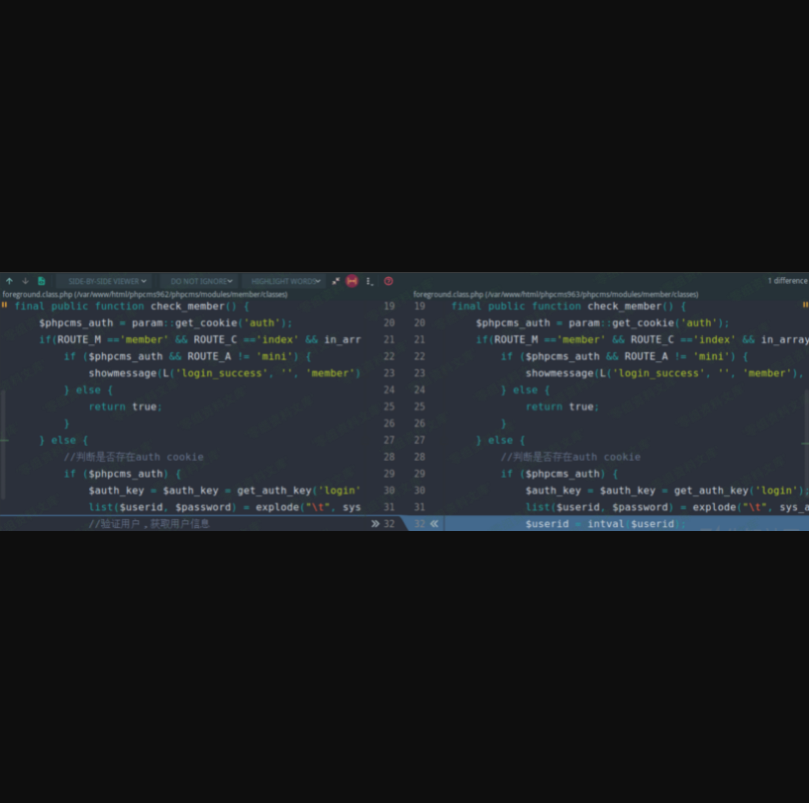 SIDE-BY-SIDE VIEWER DO NOT IGNORE HIGHLIGHT WORDS 1 difference
foreground.class.php (/var/www/html/phpcms962/phpcms/modules/member/classes)
final public function check_member() { 19
$phpcms_auth = param::get_cookie('auth'); 20
if(ROUTE_M =='member' && ROUTE_C =='index' && in_arr 21
if ($phpcms_auth && ROUTE_A != 'mini') { 22
showmessage(L('login_success', '', 'member') 23
} else { 24
return true; 25
} 26
} else { 27
//判断是否存在auth cookie 28
if ($phpcms_auth) { 29
$auth_key = $auth_key = get_auth_key('login' 30
list($userid, $password) = explode("\t", sys 31
//验证用户，获取用户信息 32
foreground.class.php (/var/www/html/phpcms963/phpcms/modules/member/classes)
19 final public function check_member() {
20 $phpcms_auth = param::get_cookie('auth');
21 if(ROUTE_M =='member' && ROUTE_C =='index' && in_array
22 if ($phpcms_auth && ROUTE_A != 'mini') {
23 showmessage(L('login_success', '', 'member'),
24 } else {
25 return true;
26 }
27 } else {
28 //判断是否存在auth cookie
29 if ($phpcms_auth) {
30 $auth_key = $auth_key = get_auth_key('login');
31 list($userid, $password) = explode("\t", sys_a
32 $userid = intval($userid);